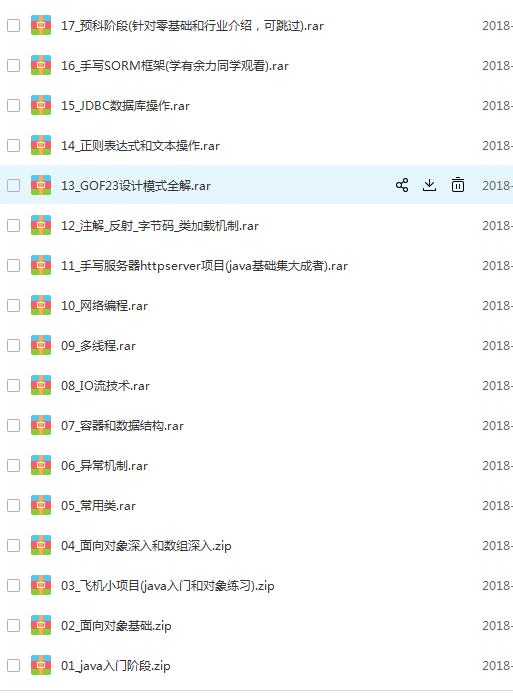 17_预科阶段(针对零基础和行业介绍，可跳过).rar 2018-
16_手写SORM框架(学有余力同学观看).rar 2018-
15_JDBC数据库操作.rar 2018-
14_正则表达式和文本操作.rar 2018-
13_GOF23设计模式全解.rar 2018-
12_注解_反射_字节码_类加载机制.rar 2018-
11_手写服务器httpserver项目(java基础集大成者).rar 2018-
10_网络编程.rar 2018-
09_多线程.rar 2018-
08_IO流技术.rar 2018-
07_容器和数据结构.rar 2018-
06_异常机制.rar 2018-
05_常用类.rar 2018-
04_面向对象深入和数组深入.zip 2018-
03_飞机小项目(java入门和对象练习).zip 2018-
02_面向对象基础.zip 2018-
01_java入门阶段.zip 2018-